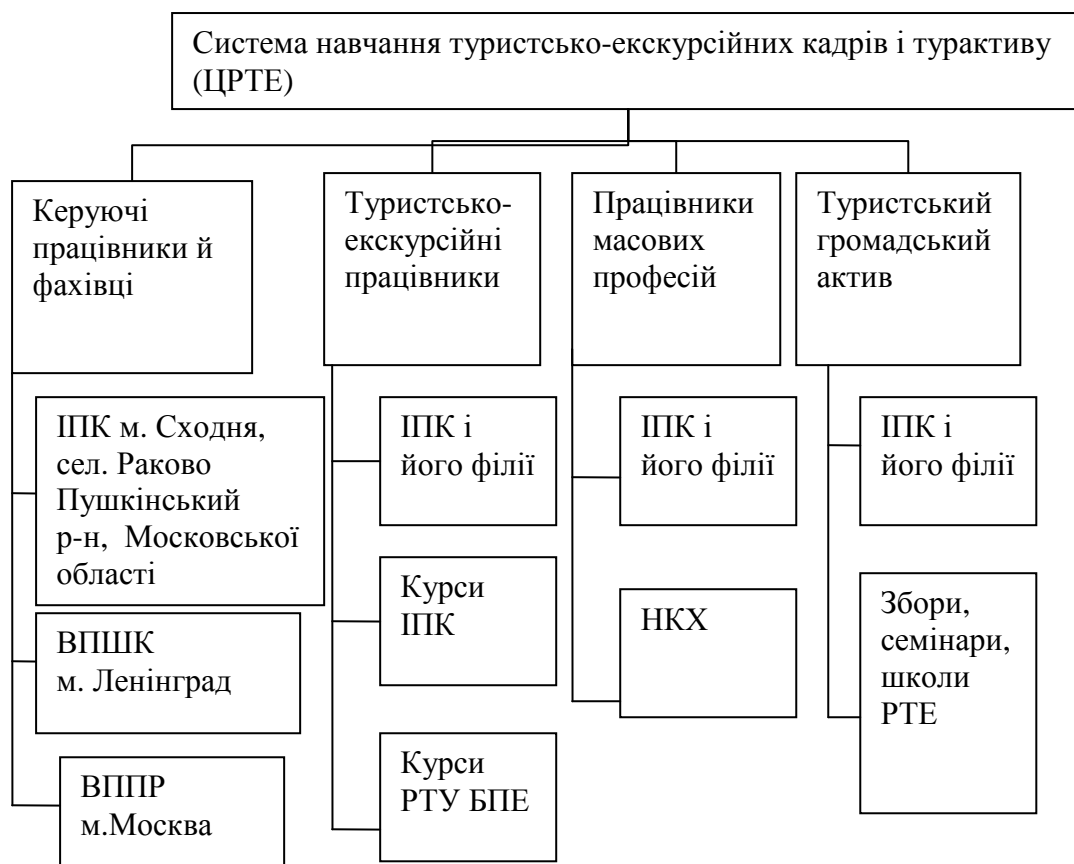 Система навчання туристсько-екскурсійних кадрів і турактиву
(ЦРТЕ)
Керуючі
працівники й
фахівці
Туристсько-
екскурсійні
працівники
Працівники
масових
професій
Туристський
громадський
актив
ІПК м. Сходня,
сел. Раково
Пушкінський
р-н, Московської
області
ІПК і
його філії
ІПК і
його філії
ІПК і
його філії
ВПШК
м. Ленінград
Курси
ІПК
НКХ
Збори,
семінари,
школи
РТЕ
ВППР
м.Москва
Курси
РТУ БПЕ